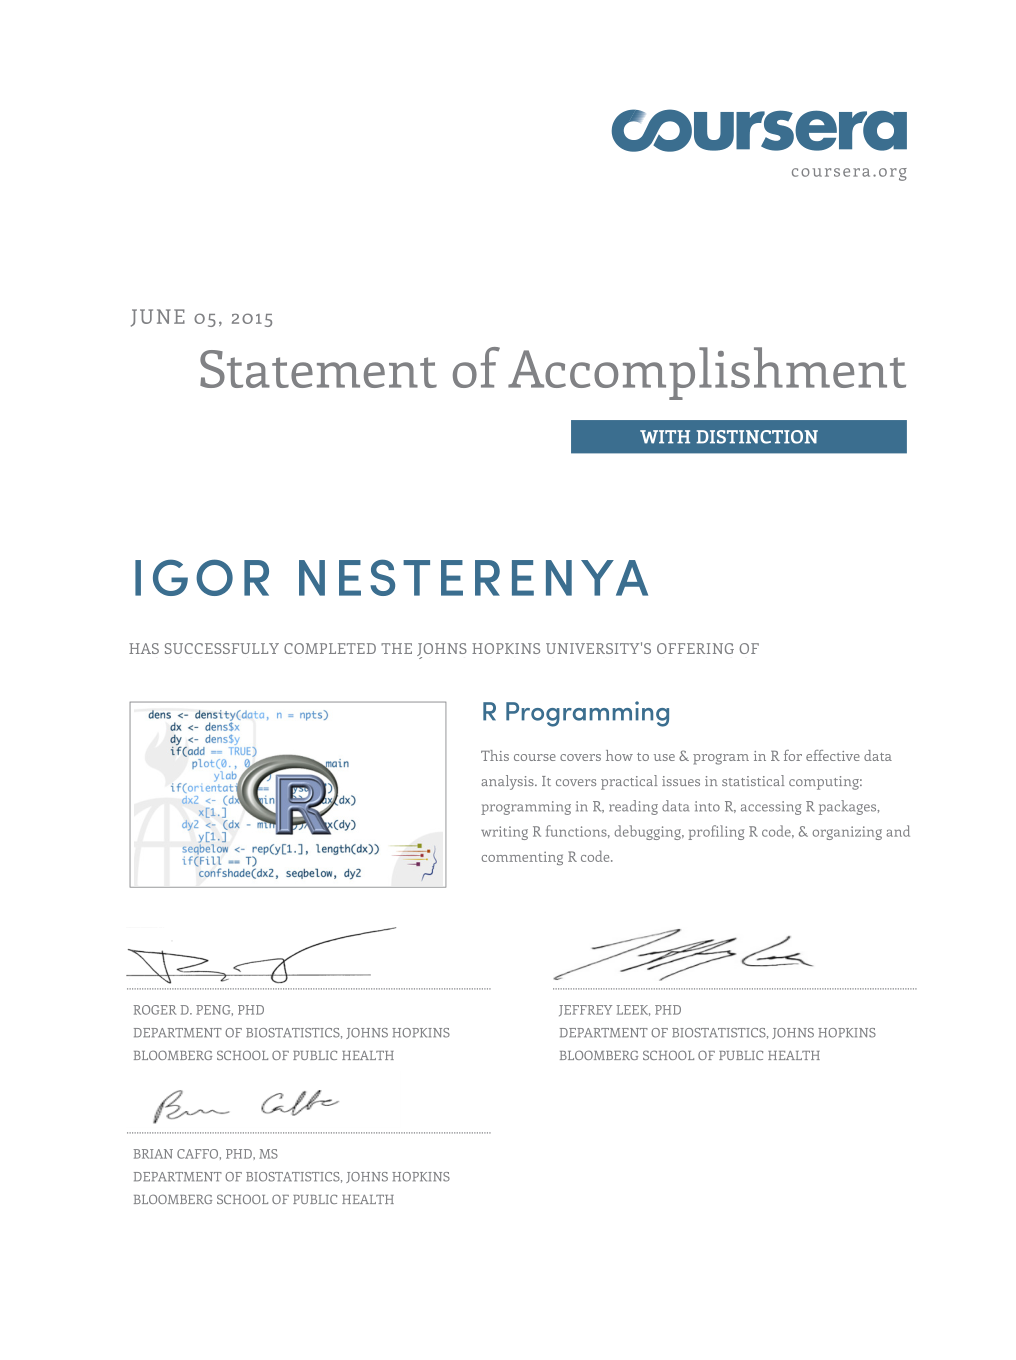 coursera
coursera.org
JUNE 05, 2015
Statement of Accomplishment
WITH DISTINCTION
IGOR NESTERENYA
HAS SUCCESSFULLY COMPLETED THE JOHNS HOPKINS UNIVERSITY'S OFFERING OF
dens <- density(data, n = npts)
dx <- dens$x
dy <- dens$y
if(add == TRUE)
plot(0., 0 main
ylab
if(orientati ==
dx2 <- (dx min ax(dx)
x[1.]
dy2 <- (dx - min x(dy)
y[1.]
seqbelow <- rep(y[1.], length(dx))
if(Fill == T)
confshade(dx2, seqbelow, dy2
R
R Programming
This course covers how to use & program in R for effective data
analysis. It covers practical issues in statistical computing:
programming in R, reading data into R, accessing R packages,
writing R functions, debugging, profiling R code, & organizing and
commenting R code.
ROGER D. PENG, PHD
DEPARTMENT OF BIOSTATISTICS, JOHNS HOPKINS
BLOOMBERG SCHOOL OF PUBLIC HEALTH
JEFFREY LEEK, PHD
DEPARTMENT OF BIOSTATISTICS, JOHNS HOPKINS
BLOOMBERG SCHOOL OF PUBLIC HEALTH
BRIAN CAFFO, PHD, MS
DEPARTMENT OF BIOSTATISTICS, JOHNS HOPKINS
BLOOMBERG SCHOOL OF PUBLIC HEALTH